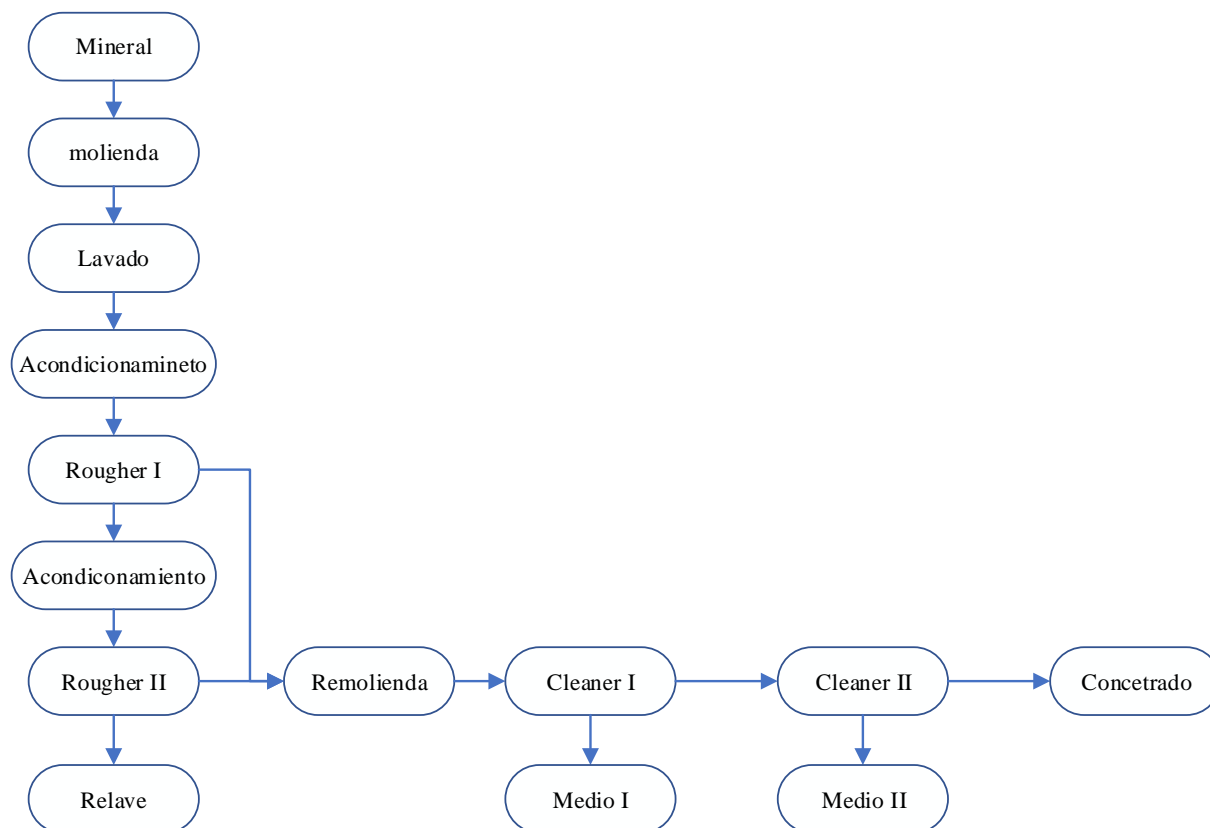 Mineral
molienda
Lavado
Acondicionamineto
Rougher I
Acondiconamiento
Rougher II
Remolienda
Cleaner I
Cleaner II
Concetrado
Relave
Medio I
Medio II